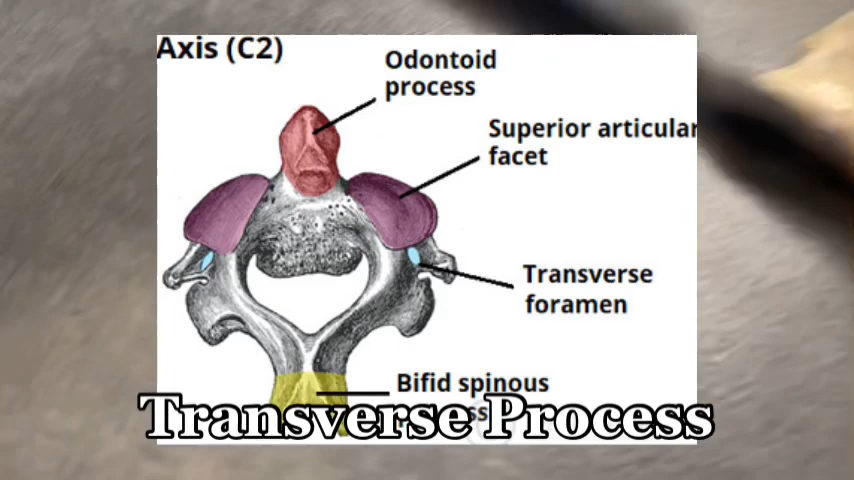 Axis (C2)
Odontoid
process
Superior articular
facet
Transverse
foramen
Bifid spinous
Transverse Process